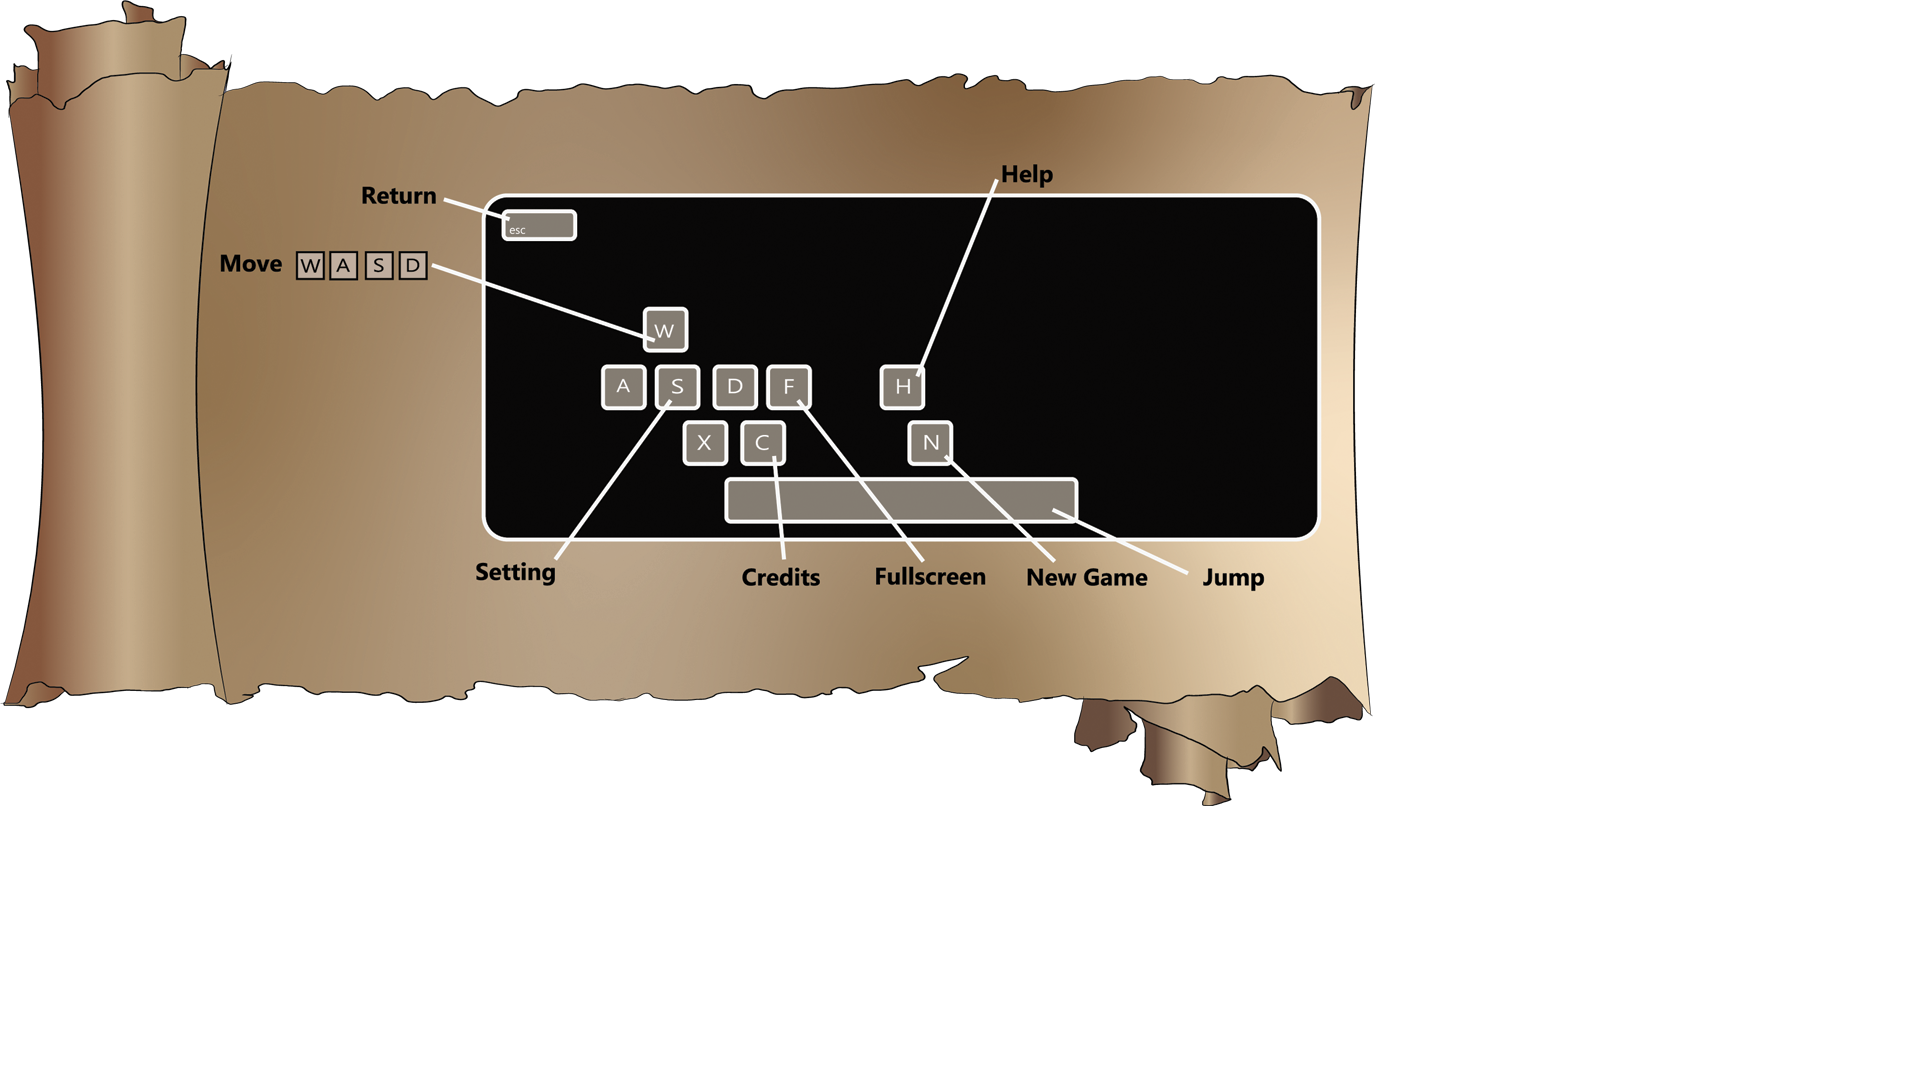 Help
Return
esc
Move W A S D
W
A S D F H
X C N
Setting Credits Fullscreen New Game Jump